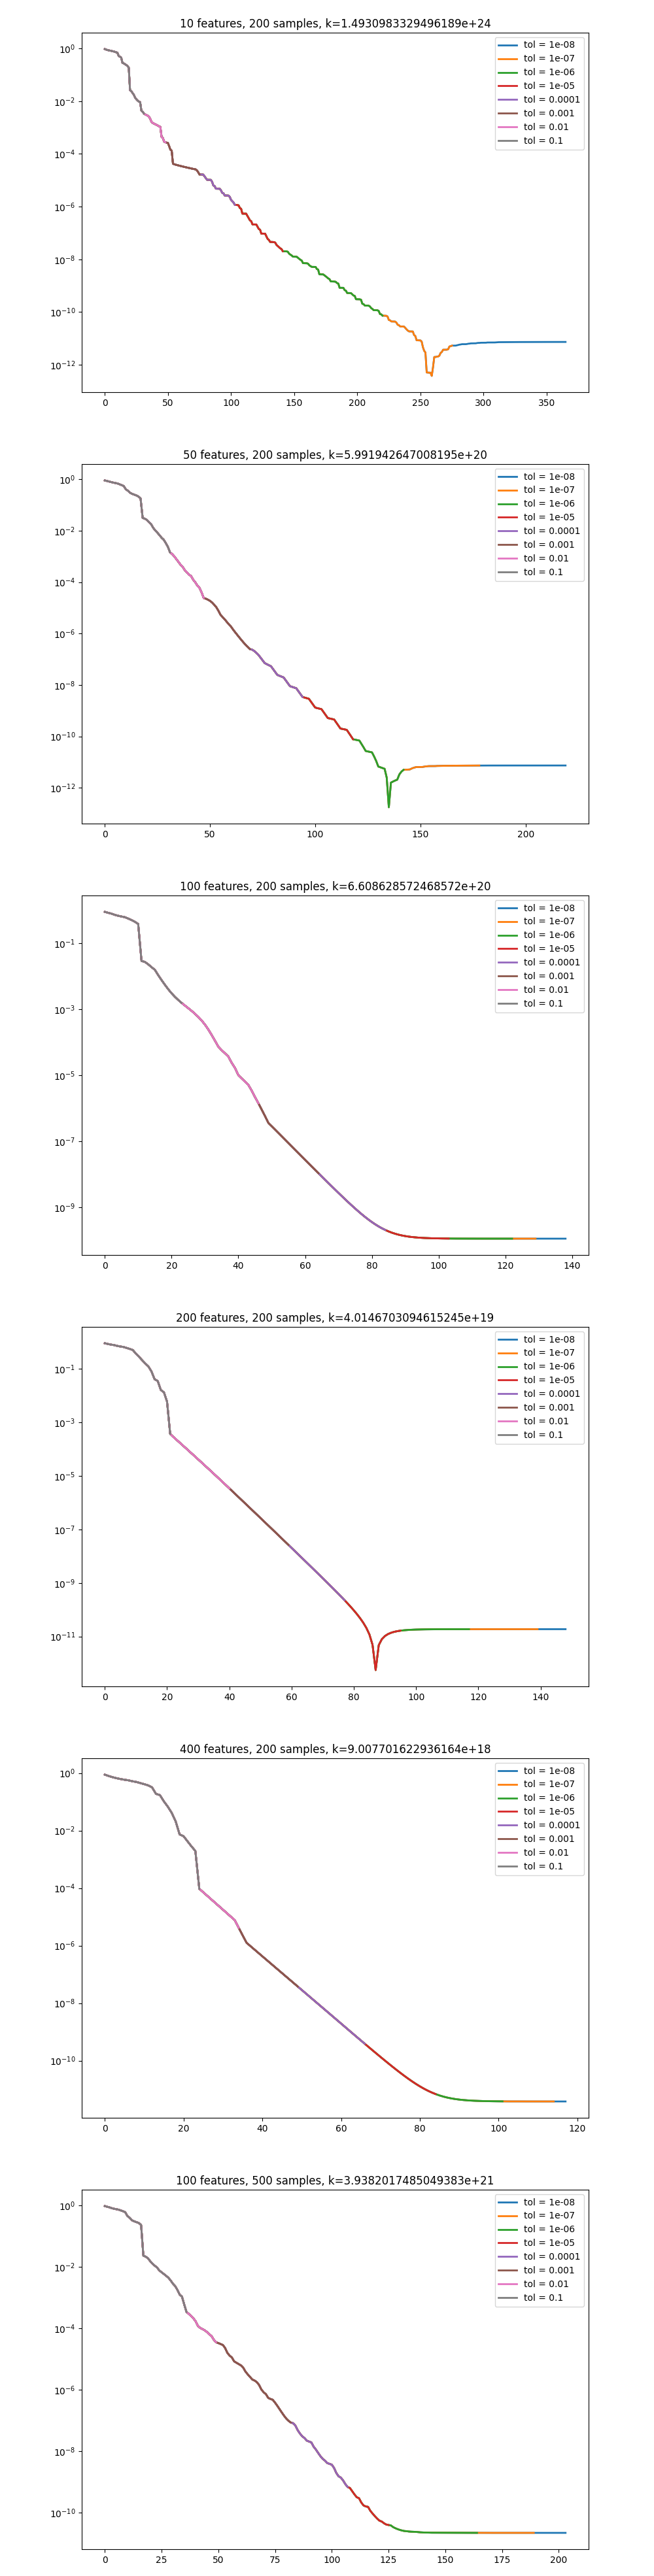 10 features, 200 samples, k=1.4930983329496189e+24
10⁰
10⁻²
10⁻⁴
10⁻⁶
10⁻⁸
10⁻¹⁰
10⁻¹²
tol = 1e-08
tol = 1e-07
tol = 1e-06
tol = 1e-05
tol = 0.0001
tol = 0.001
tol = 0.01
tol = 0.1
0 50 100 150 200 250 300 350
50 features, 200 samples, k=5.991942647008195e+20
10⁰
10⁻²
10⁻⁴
10⁻⁶
10⁻⁸
10⁻¹⁰
10⁻¹²
tol = 1e-08
tol = 1e-07
tol = 1e-06
tol = 1e-05
tol = 0.0001
tol = 0.001
tol = 0.01
tol = 0.1
0 50 100 150 200
100 features, 200 samples, k=6.608628572468572e+20
10⁻¹
10⁻³
10⁻⁵
10⁻⁷
10⁻⁹
tol = 1e-08
tol = 1e-07
tol = 1e-06
tol = 1e-05
tol = 0.0001
tol = 0.001
tol = 0.01
tol = 0.1
0 20 40 60 80 100 120 140
200 features, 200 samples, k=4.0146703094615245e+19
10⁻¹
10⁻³
10⁻⁵
10⁻⁷
10⁻⁹
10⁻¹¹
tol = 1e-08
tol = 1e-07
tol = 1e-06
tol = 1e-05
tol = 0.0001
tol = 0.001
tol = 0.01
tol = 0.1
0 20 40 60 80 100 120 140
400 features, 200 samples, k=9.007701622936164e+18
10⁰
10⁻²
10⁻⁴
10⁻⁶
10⁻⁸
10⁻¹⁰
tol = 1e-08
tol = 1e-07
tol = 1e-06
tol = 1e-05
tol = 0.0001
tol = 0.001
tol = 0.01
tol = 0.1
0 20 40 60 80 100 120
100 features, 500 samples, k=3.9382017485049383e+21
10⁰
10⁻²
10⁻⁴
10⁻⁶
10⁻⁸
10⁻¹⁰
tol = 1e-08
tol = 1e-07
tol = 1e-06
tol = 1e-05
tol = 0.0001
tol = 0.001
tol = 0.01
tol = 0.1
0 25 50 75 100 125 150 175 200